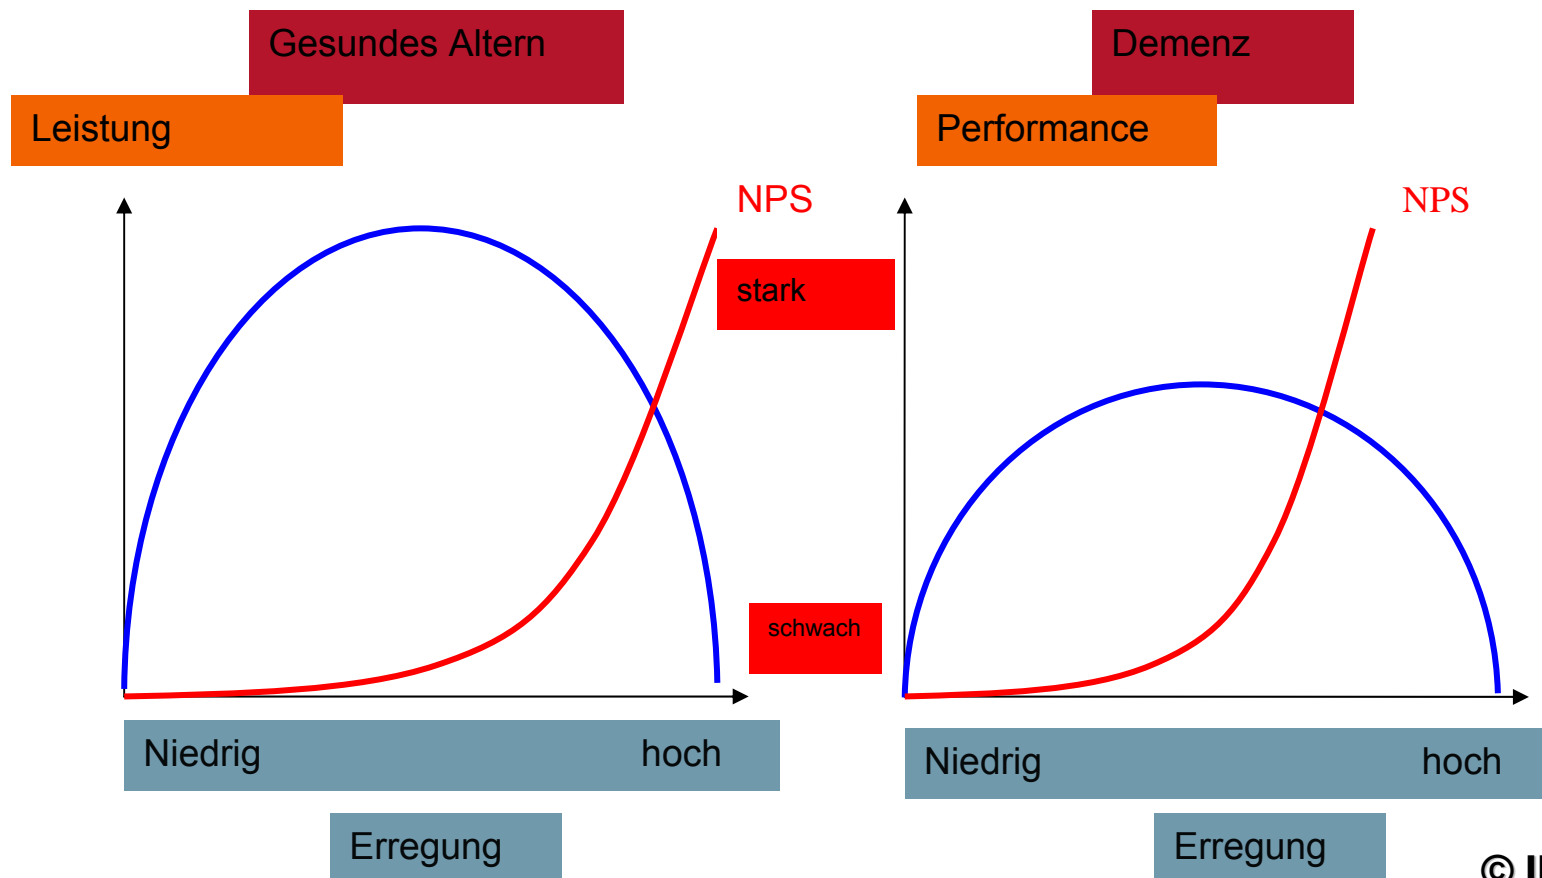 Gesundes Altern
Demenz
Leistung
Performance
NPS
NPS
stark
schwach
Niedrig hoch
Niedrig hoch
Erregung
Erregung
©